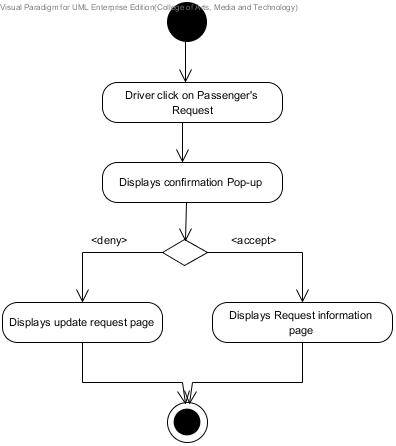 Visual Paradigm for UML Enterprise Edition(College of Arts, Media and Technology)
Driver click on Passenger's
Request
Displays confirmation Pop-up
<deny>
<accept>
Displays update request page
Displays Request information
page